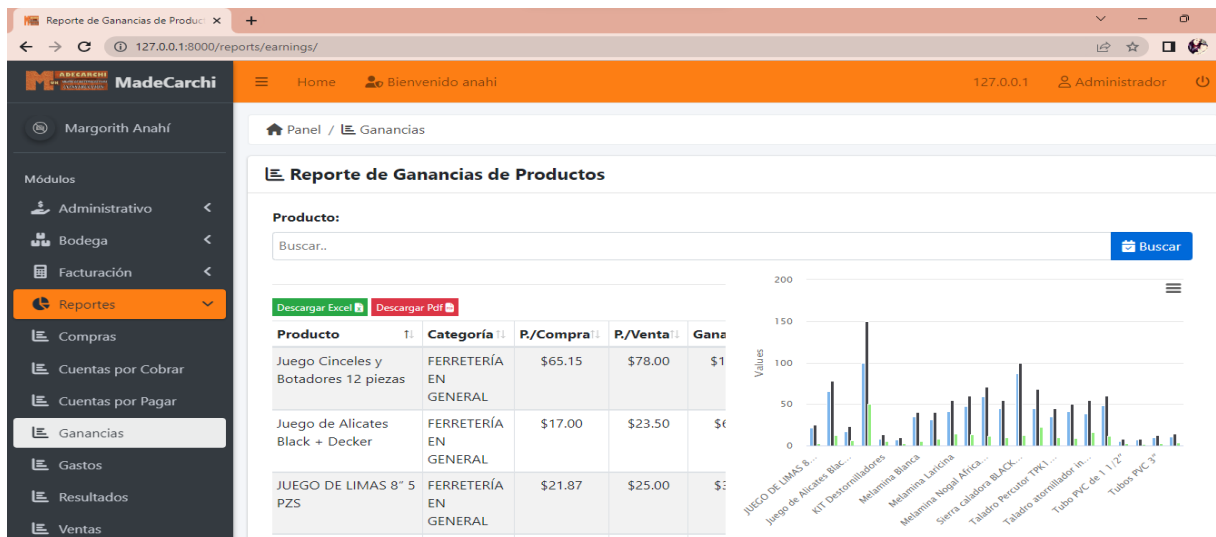 Reporte de Ganancias de Produc
127.0.0.1:8000/reports/earnings/
MadeCarchi
Home
Bienvenido anahi
127.0.0.1
Administrador
Margorith Anahí
Panel / Ganancias
Módulos
Administrativo
Bodega
Facturación
Reportes
Compras
Cuentas por Cobrar
Cuentas por Pagar
Ganancias
Gastos
Resultados
Ventas
Reporte de Ganancias de Productos
Producto:
Buscar..
Buscar
Descargar Excel
Descargar Pdf
Producto Categoría P./Compra P./Venta Gana
Juego Cinceles y Botadores 12 piezas FERRETERÍA EN GENERAL $65.15 $78.00 $1
Juego de Alicates Black + Decker FERRETERÍA EN GENERAL $17.00 $23.50 $6
JUEGO DE LIMAS 8" 5 PZS FERRETERÍA EN GENERAL $21.87 $25.00 $3
200
150
100
50
0
Values
JUEGO DE LIMAS 8...
Juego de Alicates Blac...
KIT Destornilladores
Melamina Blanca
Melamina Laricina
Melamina Nogal Africa...
Sierra caladora BLACK...
Taladro Percutor TPK1...
Taladro atornillador in...
Tubo PVC de 1 1/2"
Tubos PVC 3"